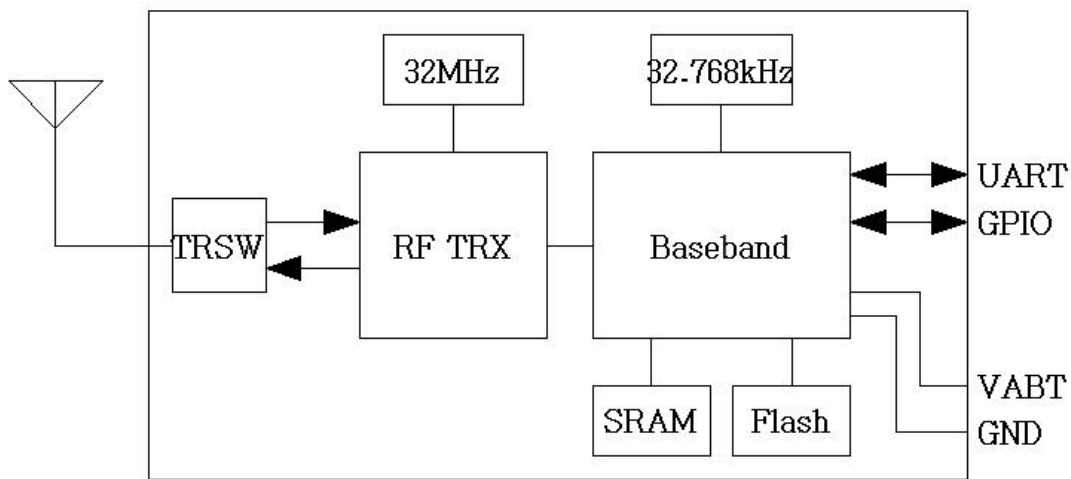 32MHz
32.768kHz
UART
GPIO
TRSW
RF TRX
Baseband
VABT
SRAM
Flash
GND